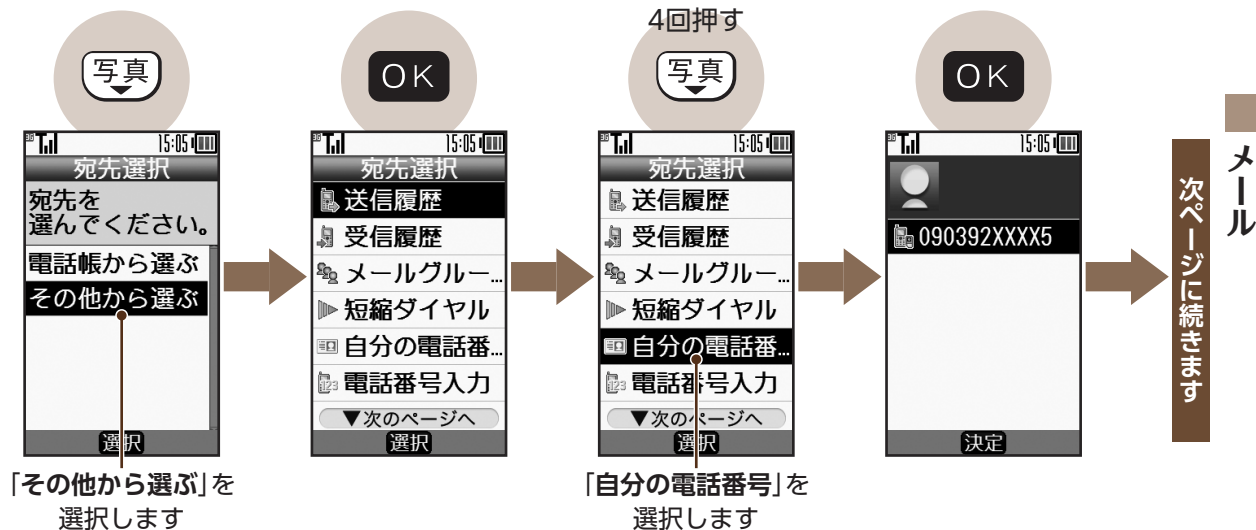 4回押す
写真
OK
写真
OK
3G 15:05
宛先選択
宛先を
選んでください。
電話帳から選ぶ
その他から選ぶ
選択
「その他から選ぶ」を
選択します
3G 15:05
宛先選択
送信履歴
受信履歴
メールグルー…
短縮ダイヤル
自分の電話番…
電話番号入力
▼次のページへ
選択
3G 15:05
宛先選択
送信履歴
受信履歴
メールグルー…
短縮ダイヤル
自分の電話番…
電話番号入力
▼次のページへ
選択
「自分の電話番号」を
選択します
3G 15:05
090392XXXX5
決定
メール
次ページに続きます